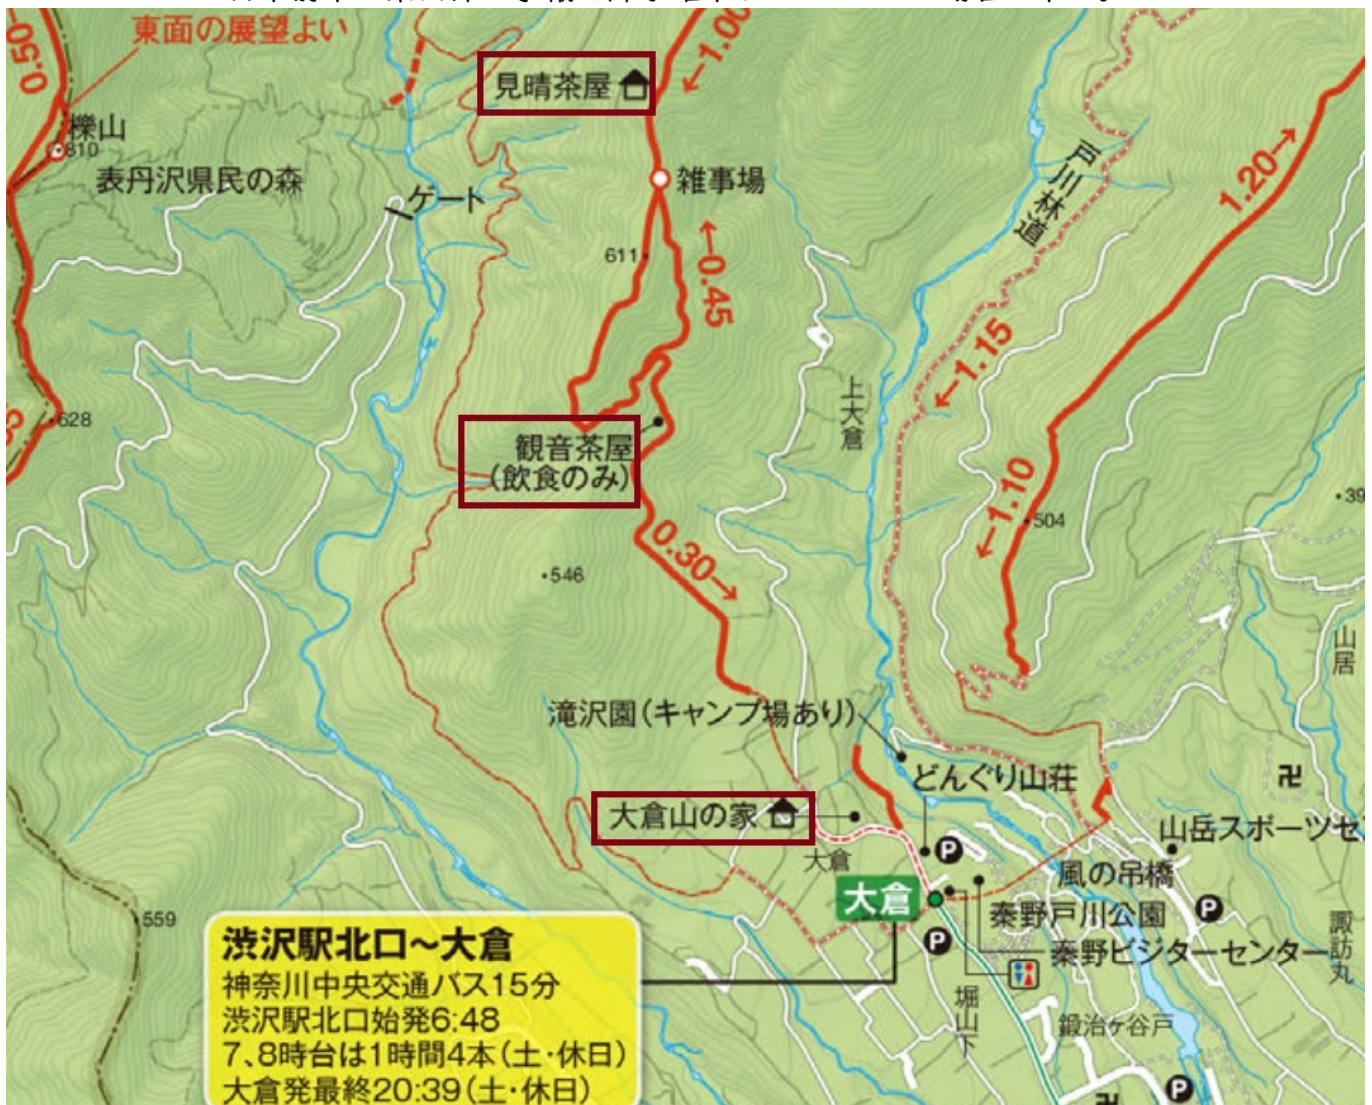 東面の展望よい
0.50
←1.00
見晴茶屋
櫟山
810
表丹沢県民の森
ゲート
雑事場
戸川林道
1.20→
611
←0.45
←1.15
上大倉
628
観音茶屋
(飲食のみ)
←1.10
504
39
0.30→
546
山居
滝沢園(キャンプ場あり)
どんぐり山荘
卍
大倉山の家
大倉
P
山岳スポーツセ
風の吊橋
大倉
秦野戸川公園
P
P
秦野ビジターセンター
諏訪丸
559
堀山下
鍛治ヶ谷戸
渋沢駅北口~大倉
神奈川中央交通バス15分
渋沢駅北口始発6:48
7、8時台は1時間4本(土・休日)
大倉発最終20:39(土・休日)
P
卍